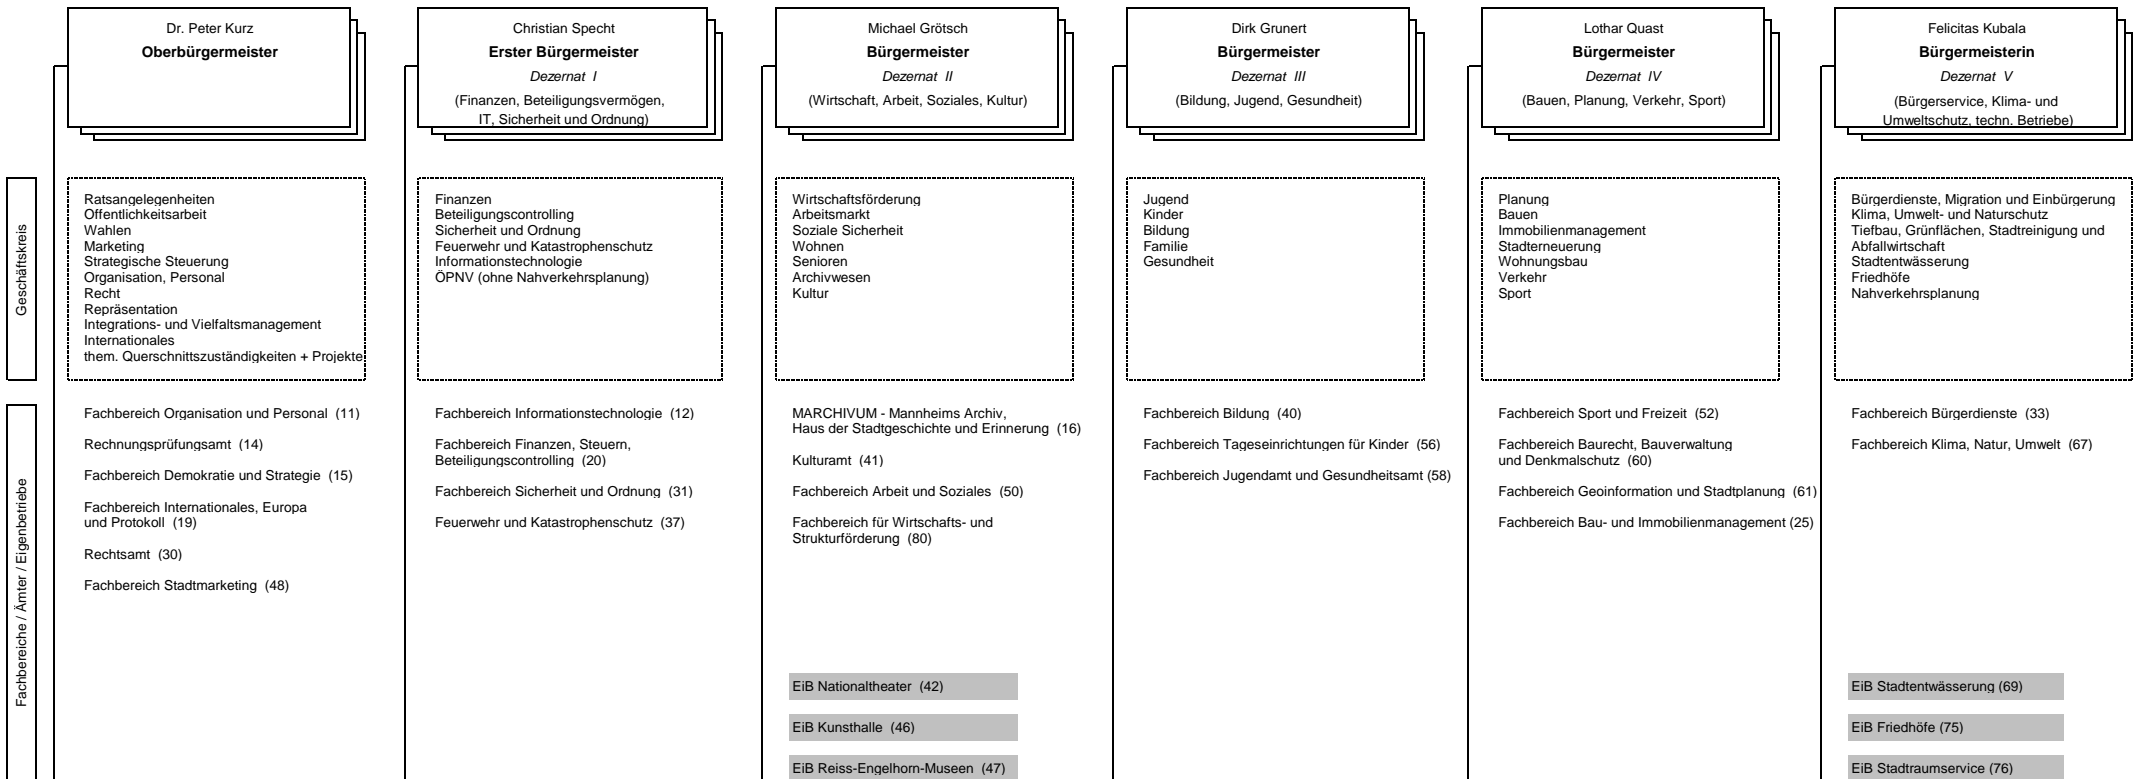 Dr. Peter Kurz
Oberbürgermeister
Christian Specht
Erster Bürgermeister
Dezernat I
(Finanzen, Beteiligungsvermögen,
IT, Sicherheit und Ordnung)
Michael Grötsch
Bürgermeister
Dezernat II
(Wirtschaft, Arbeit, Soziales, Kultur)
Dirk Grunert
Bürgermeister
Dezernat III
(Bildung, Jugend, Gesundheit)
Lothar Quast
Bürgermeister
Dezernat IV
(Bauen, Planung, Verkehr, Sport)
Felicitas Kubala
Bürgermeisterin
Dezernat V
(Bürgerservice, Klima- und
Umweltschutz, techn. Betriebe)
Geschäftskreis
Ratsangelegenheiten
Öffentlichkeitsarbeit
Wahlen
Marketing
Strategische Steuerung
Organisation, Personal
Recht
Repräsentation
Integrations- und Vielfaltsmanagement
Internationales
them. Querschnittszuständigkeiten + Projekte
Finanzen
Beteiligungscontrolling
Sicherheit und Ordnung
Feuerwehr und Katastrophenschutz
Informationstechnologie
ÖPNV (ohne Nahverkehrsplanung)
Wirtschaftsförderung
Arbeitsmarkt
Soziale Sicherheit
Wohnen
Senioren
Archivwesen
Kultur
Jugend
Kinder
Bildung
Familie
Gesundheit
Planung
Bauen
Immobilienmanagement
Stadterneuerung
Wohnungsbau
Verkehr
Sport
Bürgerdienste, Migration und Einbürgerung
Klima, Umwelt- und Naturschutz
Tiefbau, Grünflächen, Stadtreinigung und
Abfallwirtschaft
Stadtentwässerung
Friedhöfe
Nahverkehrsplanung
Fachbereiche / Ämter / Eigenbetriebe
Fachbereich Organisation und Personal (11)
Rechnungsprüfungsamt (14)
Fachbereich Demokratie und Strategie (15)
Fachbereich Internationales, Europa
und Protokoll (19)
Rechtsamt (30)
Fachbereich Stadtmarketing (48)
Fachbereich Informationstechnologie (12)
Fachbereich Finanzen, Steuern,
Beteiligungscontrolling (20)
Fachbereich Sicherheit und Ordnung (31)
Feuerwehr und Katastrophenschutz (37)
MARCHIVUM - Mannheims Archiv,
Haus der Stadtgeschichte und Erinnerung (16)
Kulturamt (41)
Fachbereich Arbeit und Soziales (50)
Fachbereich für Wirtschafts- und
Strukturförderung (80)
EiB Nationaltheater (42)
EiB Kunsthalle (46)
EiB Reiss-Engelhorn-Museen (47)
Fachbereich Bildung (40)
Fachbereich Tageseinrichtungen für Kinder (56)
Fachbereich Jugendamt und Gesundheitsamt (58)
Fachbereich Sport und Freizeit (52)
Fachbereich Baurecht, Bauverwaltung
und Denkmalschutz (60)
Fachbereich Geoinformation und Stadtplanung (61)
Fachbereich Bau- und Immobilienmanagement (25)
Fachbereich Bürgerdienste (33)
Fachbereich Klima, Natur, Umwelt (67)
EiB Stadtentwässerung (69)
EiB Friedhöfe (75)
EiB Stadtraumservice (76)